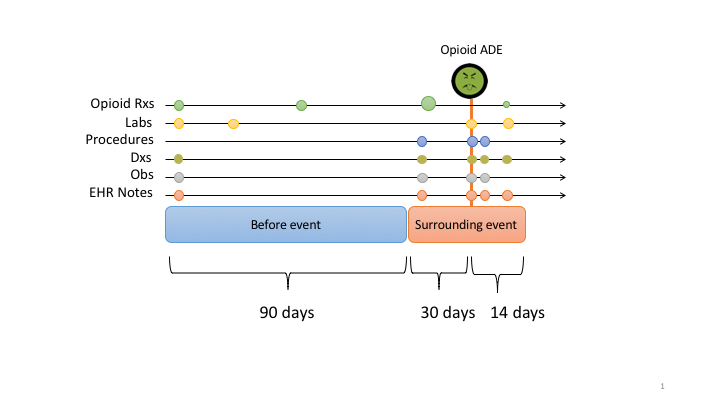 Opioid ADE
Opioid Rxs
Labs
Procedures
Dxs
Obs
EHR Notes
Before event
Surrounding event
90 days
30 days
14 days
1